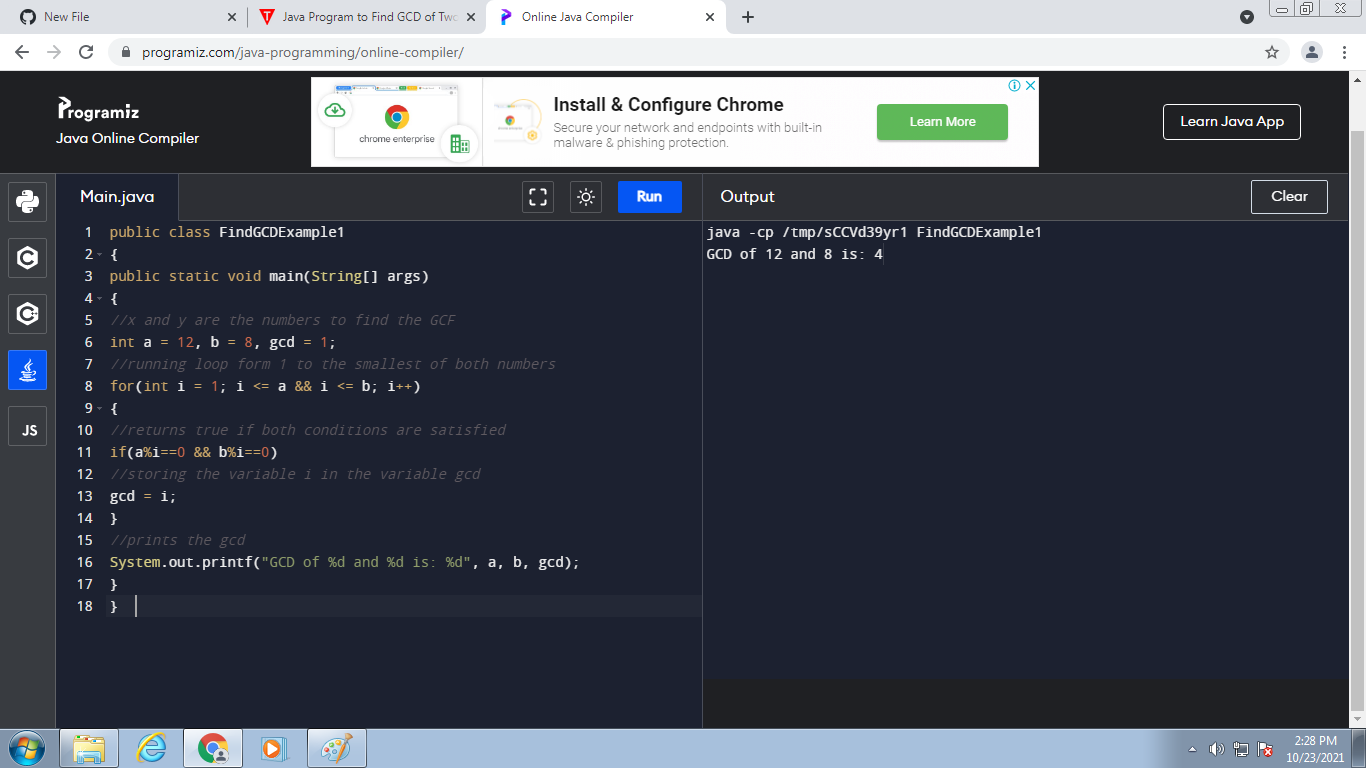 New File
Java Program to Find GCD of Two
Online Java Compiler
programiz.com/java-programming/online-compiler/
Programiz
Java Online Compiler
chrome enterprise
Install & Configure Chrome
Secure your network and endpoints with built-in
malware & phishing protection.
Learn More
Learn Java App
Main.java
Run
Output
Clear
JS
1 public class FindGCDExample1
2 {
3 public static void main(String[] args)
4 {
5 //x and y are the numbers to find the GCF
6 int a = 12, b = 8, gcd = 1;
7 //running loop form 1 to the smallest of both numbers
8 for(int i = 1; i <= a && i <= b; i++)
9 {
10 //returns true if both conditions are satisfied
11 if(a%i==0 && b%i==0)
12 //storing the variable i in the variable gcd
13 gcd = i;
14 }
15 //prints the gcd
16 System.out.printf("GCD of %d and %d is: %d", a, b, gcd);
17 }
18 }
java -cp /tmp/sCCVd39yr1 FindGCDExample1
GCD of 12 and 8 is: 4
2:28 PM
10/23/2021